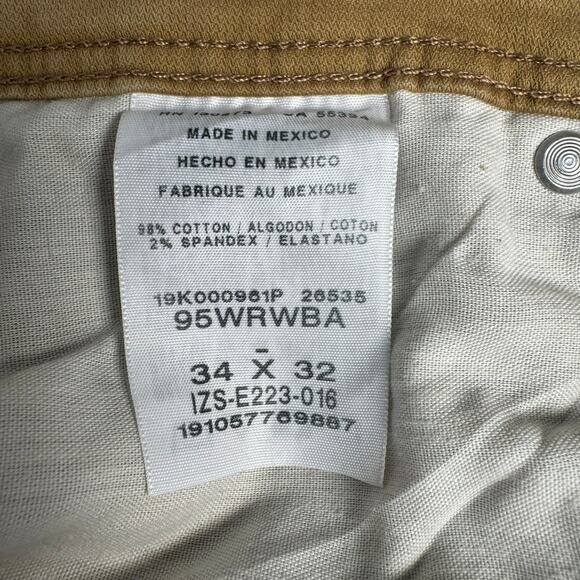 MADE IN MEXICO
HECHO EN MEXICO
FABRIQUE AU MEXIQUE
98% COTTON / ALGODON / COTON
2% SPANDEX / ELASTANO
19K000961P 26535
95WRWBA
34 X 32
IZS-E223-016
191057769887